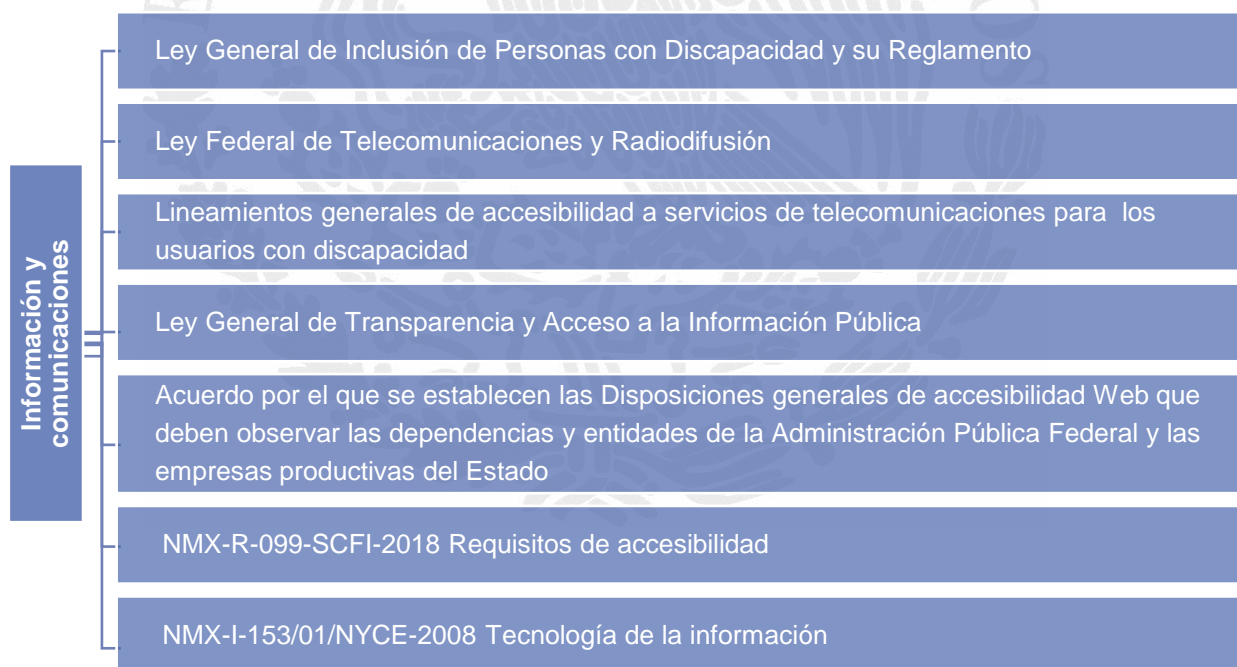 Ley General de Inclusión de Personas con Discapacidad y su Reglamento
Ley Federal de Telecomunicaciones y Radiodifusión
Lineamientos generales de accesibilidad a servicios de telecomunicaciones para los
usuarios con discapacidad
Información y
comunicaciones
Ley General de Transparencia y Acceso a la Información Pública
Acuerdo por el que se establecen las Disposiciones generales de accesibilidad Web que
deben observar las dependencias y entidades de la Administración Pública Federal y las
empresas productivas del Estado
NMX-R-099-SCFI-2018 Requisitos de accesibilidad
NMX-I-153/01/NYCE-2008 Tecnología de la información